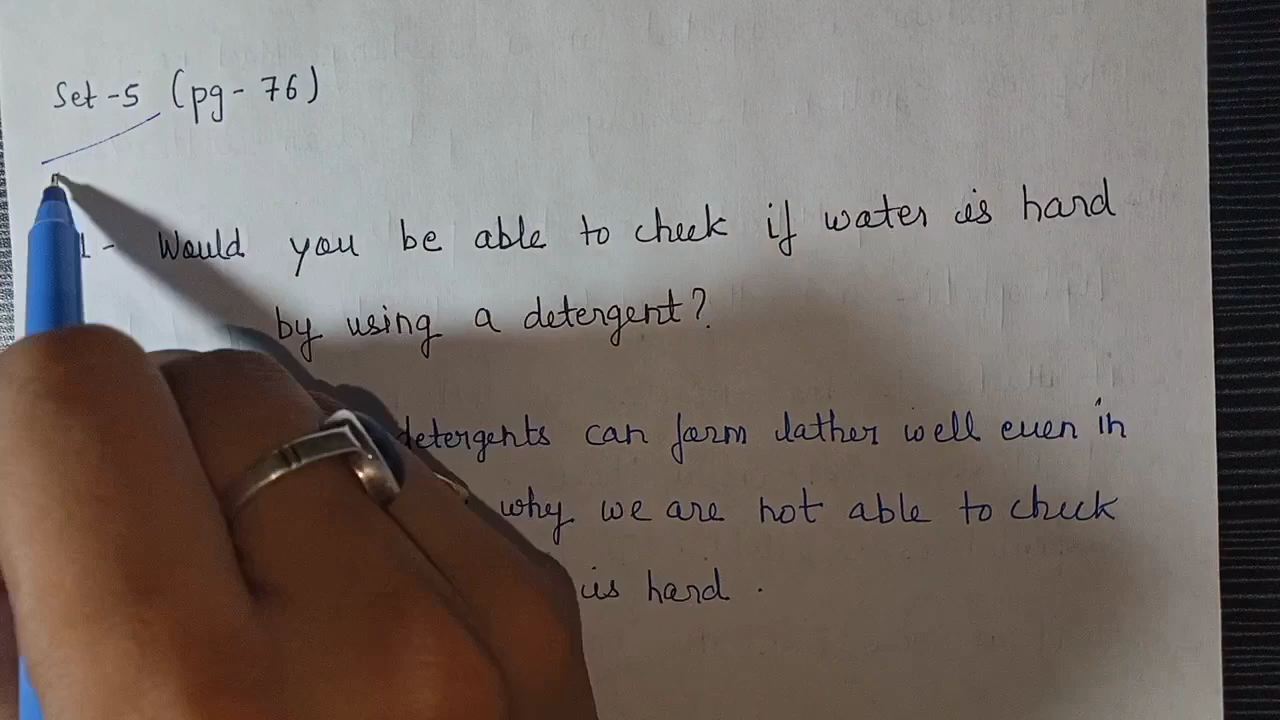 Set-5 (pg-76)
1- Would you be able to check if water is hard
by using a detergent?
detergents can form lather well even in
why we are not able to check
is hard.